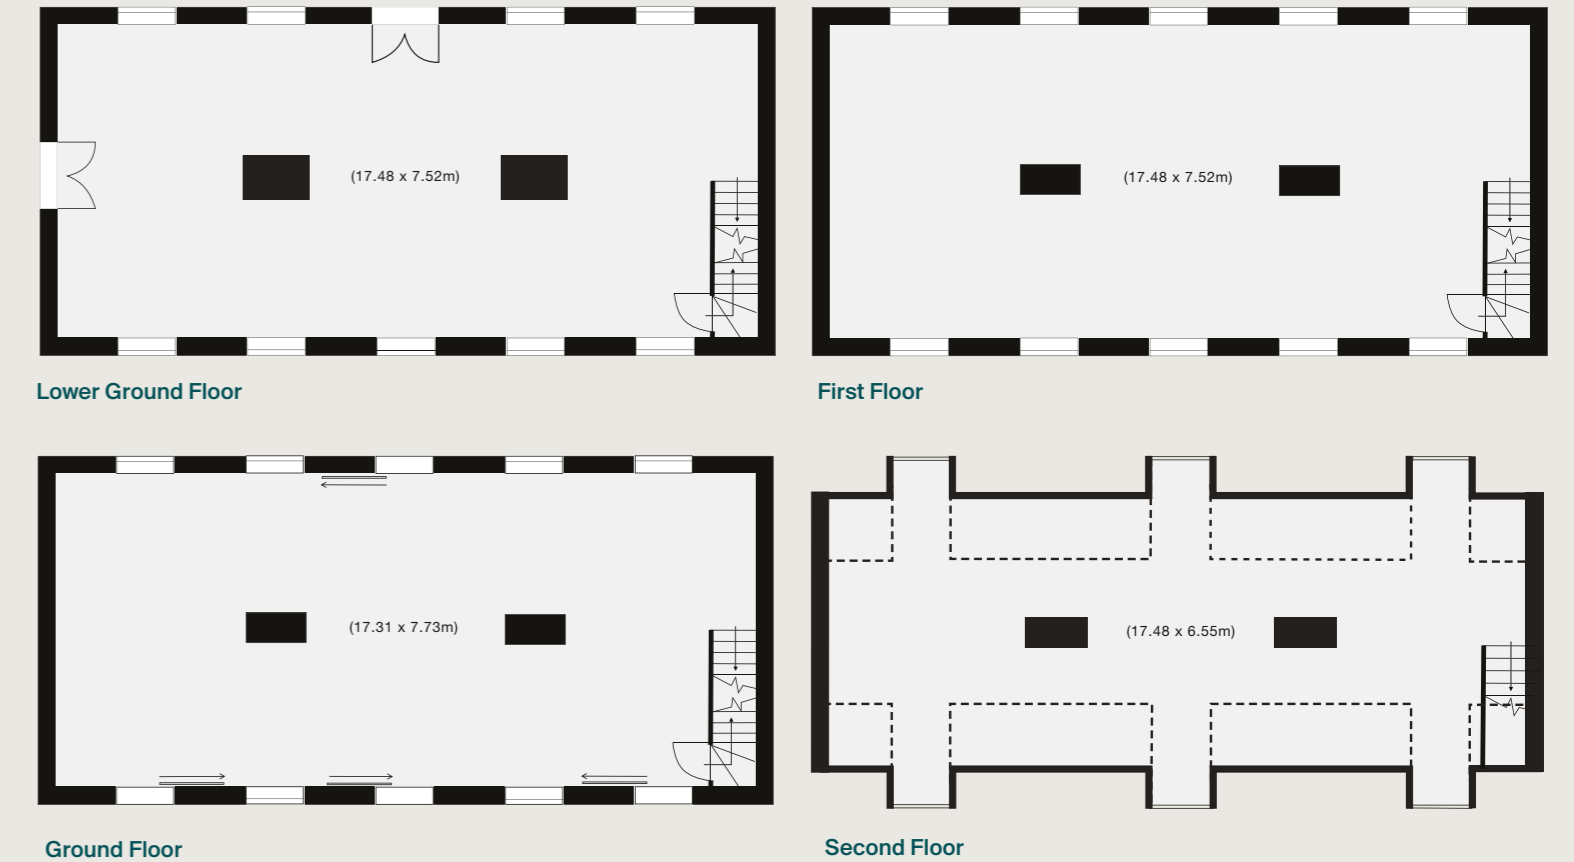 (17.48 x 7.52m)
Lower Ground Floor
(17.48 x 7.52m)
First Floor
(17.31 x 7.73m)
Ground Floor
(17.48 x 6.55m)
Second Floor